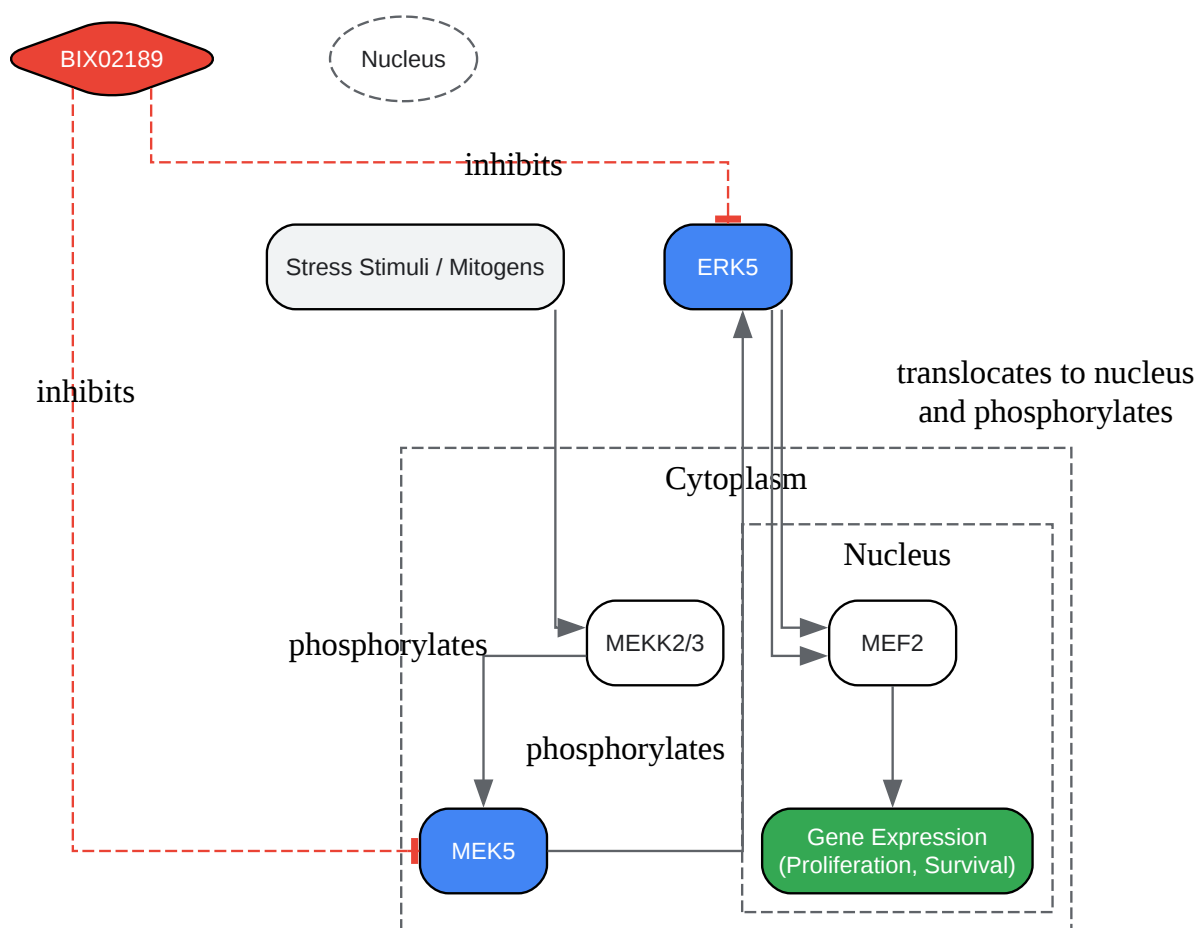 BIX02189
Nucleus
inhibits
Stress Stimuli / Mitogens
ERK5
inhibits
translocates to nucleus
and phosphorylates
Cytoplasm
Nucleus
phosphorylates
MEKK2/3
MEF2
phosphorylates
MEK5
Gene Expression
(Proliferation, Survival)